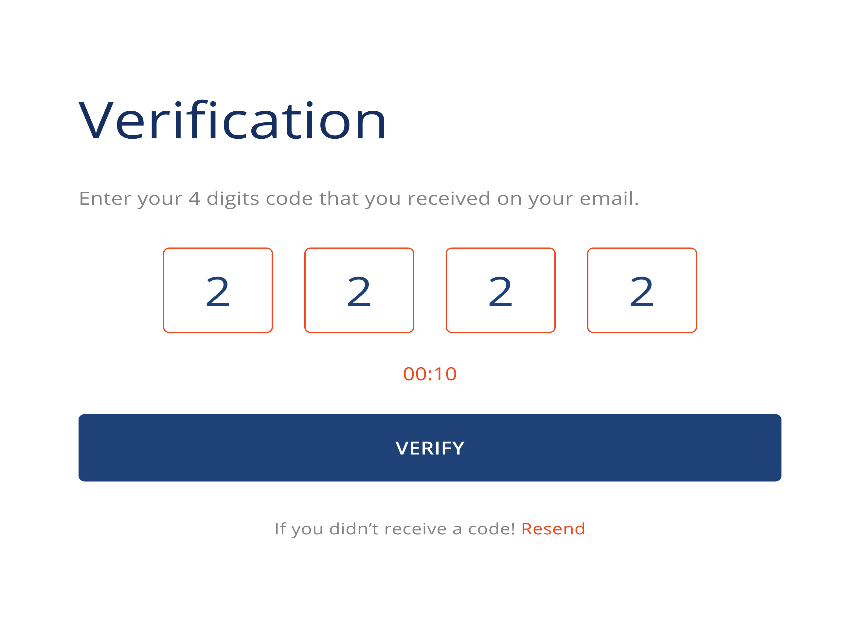 Verification
Enter your 4 digits code that you received on your email.
2 2 2 2
00:10
VERIFY
If you didn’t receive a code! Resend